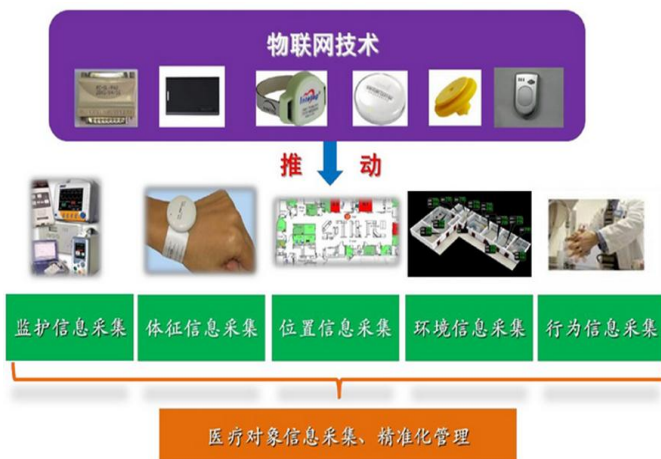 物联网技术
推 动
监护信息采集
体征信息采集
位置信息采集
环境信息采集
行为信息采集
医疗对象信息采集、精准化管理